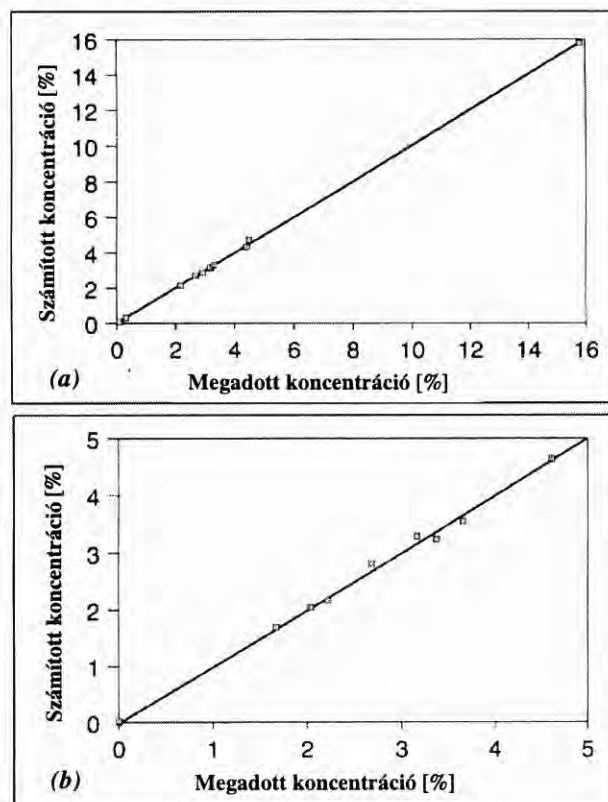 Számított koncentráció [%]
16
14
12
10
8
6
4
2
0
0 2 4 6 8 10 12 14 16
(a) Megadott koncentráció [%]
Számított koncentráció [%]
5
4
3
2
1
0
0 1 2 3 4 5
(b) Megadott koncentráció [%]